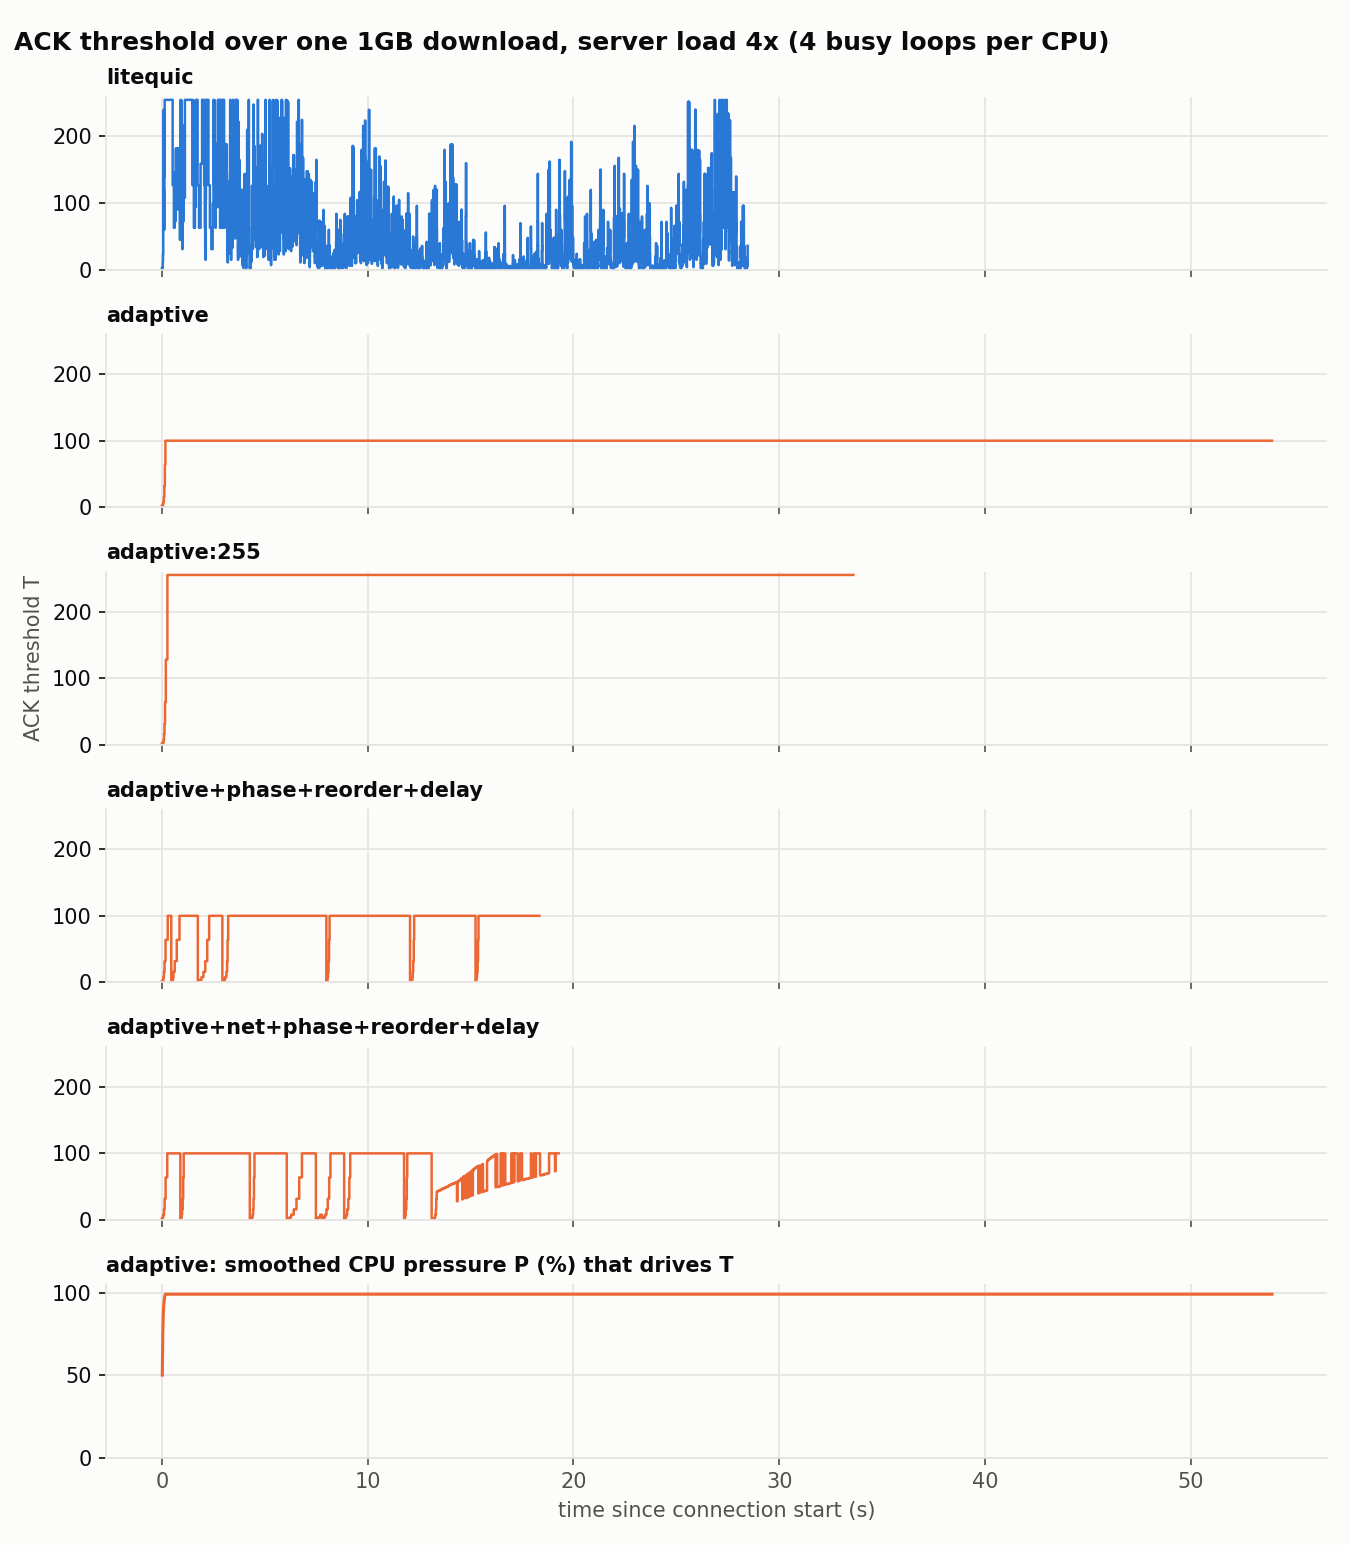 ACK threshold over one 1GB download, server load 4x (4 busy loops per CPU)
litequic
200
100
0
adaptive
200
100
0
adaptive:255
200
100
0
ACK threshold T
adaptive+phase+reorder+delay
200
100
0
adaptive+net+phase+reorder+delay
200
100
0
adaptive: smoothed CPU pressure P (%) that drives T
100
50
0
0 10 20 30 40 50
time since connection start (s)